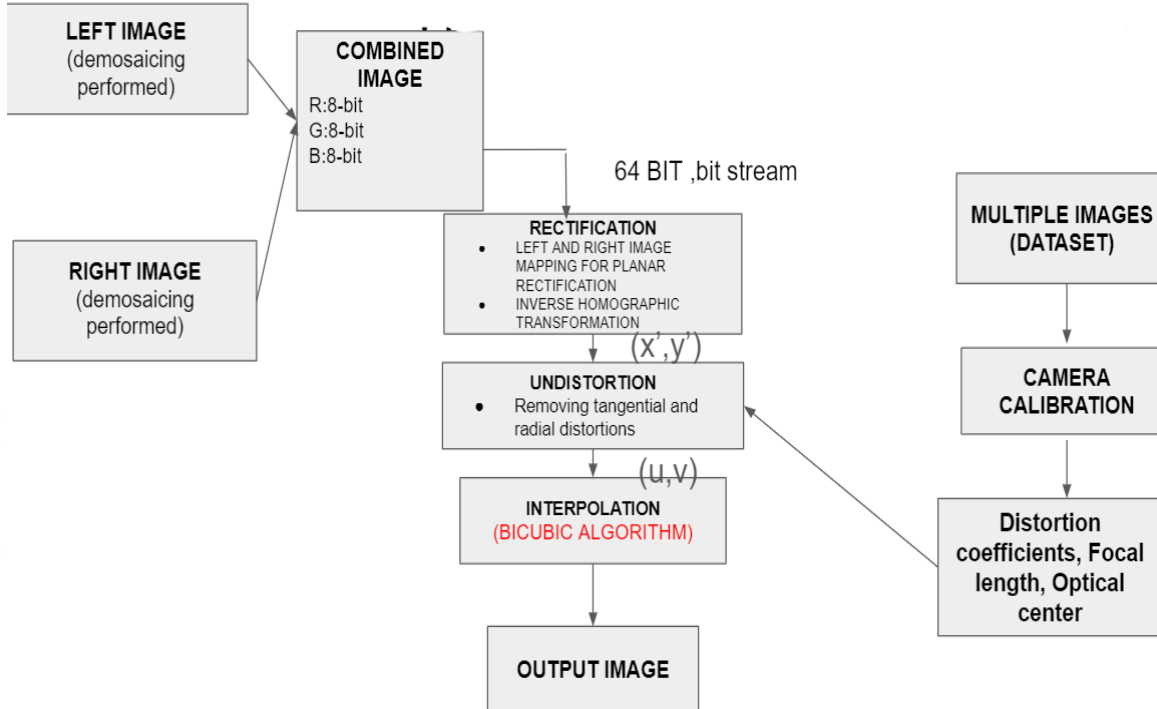 LEFT IMAGE
(demosaicing
performed)
COMBINED
IMAGE
R:8-bit
G:8-bit
B:8-bit
64 BIT ,bit stream
RIGHT IMAGE
(demosaicing
performed)
RECTIFICATION
• LEFT AND RIGHT IMAGE
MAPPING FOR PLANAR
RECTIFICATION
• INVERSE HOMOGRAPHIC
TRANSFORMATION
(x’,y’)
UNDISTORTION
• Removing tangential and
radial distortions
(u,v)
INTERPOLATION
(BICUBIC ALGORITHM)
OUTPUT IMAGE
MULTIPLE IMAGES
(DATASET)
CAMERA
CALIBRATION
Distortion
coefficients, Focal
length, Optical
center